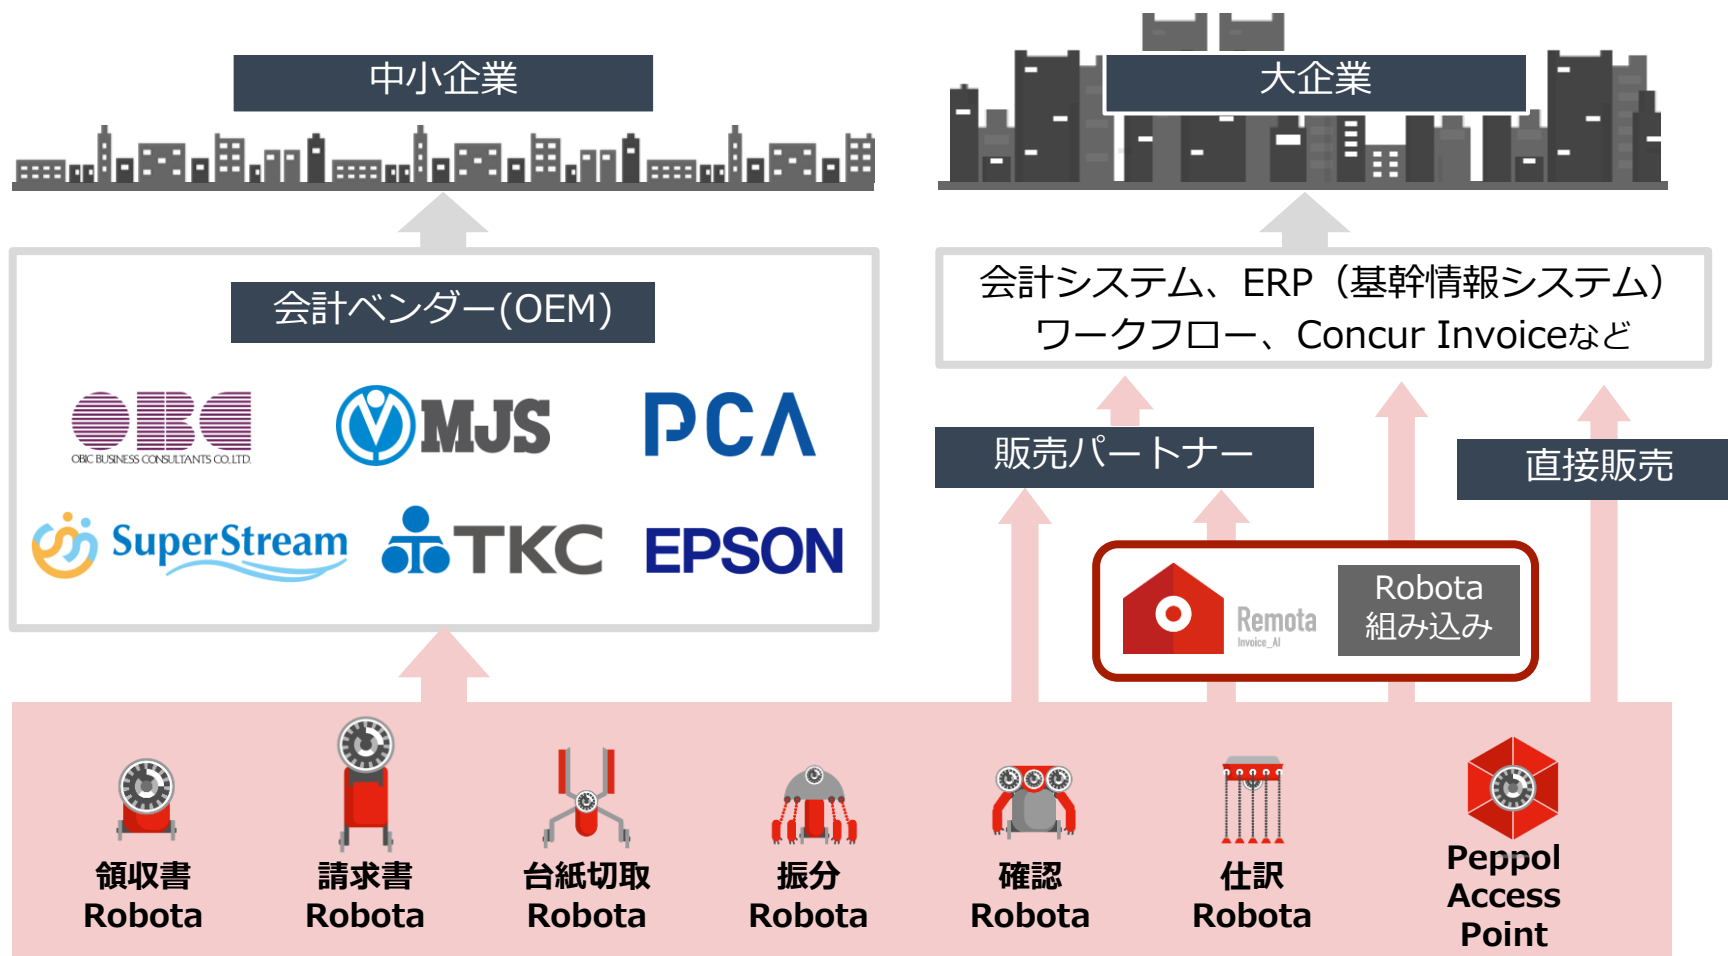 中小企業
大企業
会計ベンダー(OEM)
OBC
OBIC BUSINESS CONSULTANTS CO.,LTD.
MJS
PCA
SuperStream
TKC
EPSON
会計システム、ERP（基幹情報システム）
ワークフロー、Concur Invoiceなど
販売パートナー
直接販売
Remota
Invoice_AI
Robota
組み込み
領収書
Robota
請求書
Robota
台紙切取
Robota
振分
Robota
確認
Robota
仕訳
Robota
Peppol
Access
Point